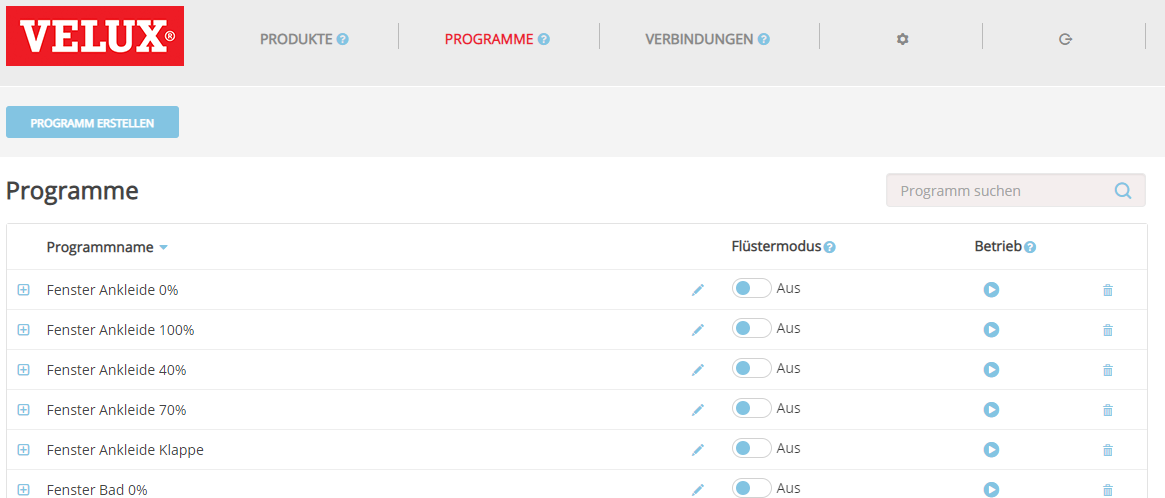 VELUX®
PRODUKTE ?
PROGRAMME ?
VERBINDUNGEN ?
PROGRAMM ERSTELLEN
Programme
Programm suchen
Programmname Flüstermodus ? Betrieb ?
Fenster Ankleide 0% Aus
Fenster Ankleide 100% Aus
Fenster Ankleide 40% Aus
Fenster Ankleide 70% Aus
Fenster Ankleide Klappe Aus
Fenster Bad 0% Aus